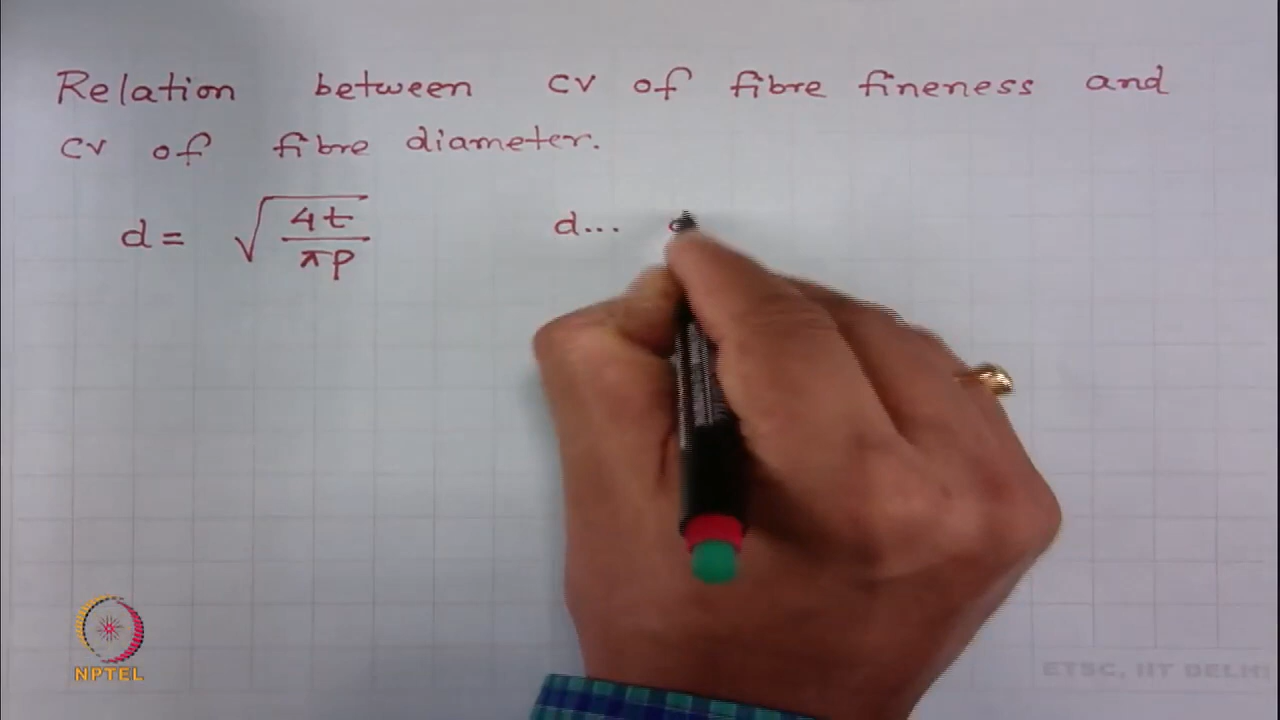 Relation between CV of fibre fineness and
CV of fibre diameter.
d = √(4t/πρ) d...
NPTEL
ETSC, IIT DELHI